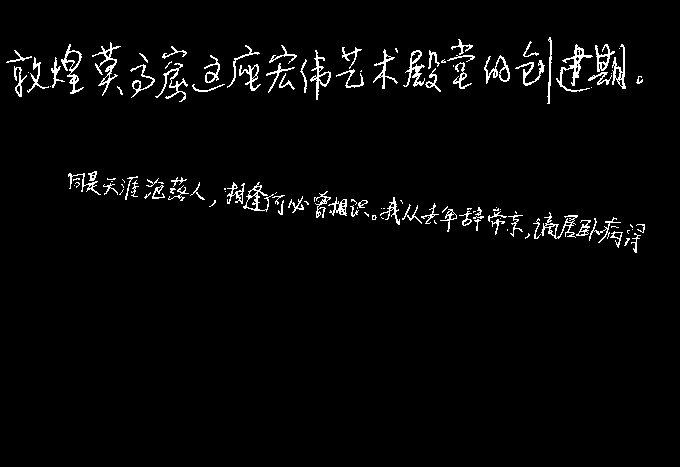 敦煌莫高窟这座宏伟艺术殿堂的创建期。
同是天涯沦落人，相逢何必曾相识。我从去年辞帝京，谪居卧病浔